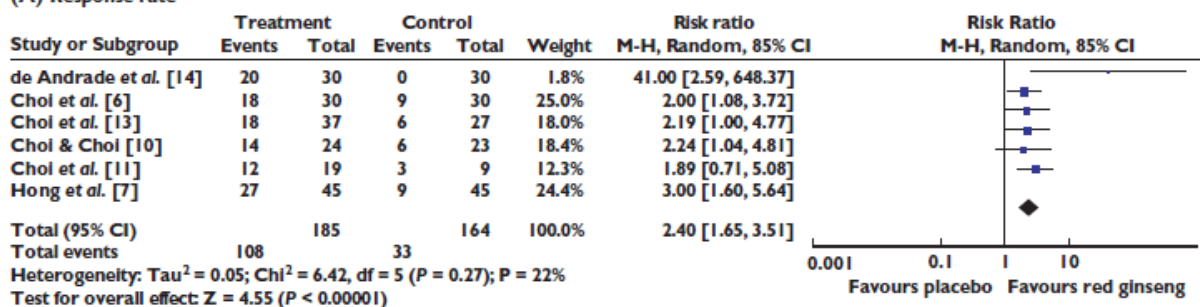 (A) Response rate
Treatment Control Risk ratio Risk Ratio
Study or Subgroup Events Total Events Total Weight M-H, Random, 85% CI M-H, Random, 85% CI
de Andrade et al. [14] 20 30 0 30 1.8% 41.00 [2.59, 648.37]
Choi et al. [6] 18 30 9 30 25.0% 2.00 [1.08, 3.72]
Choi et al. [13] 18 37 6 27 18.0% 2.19 [1.00, 4.77]
Choi & Choi [10] 14 24 6 23 18.4% 2.24 [1.04, 4.81]
Choi et al. [11] 12 19 3 9 12.3% 1.89 [0.71, 5.08]
Hong et al. [7] 27 45 9 45 24.4% 3.00 [1.60, 5.64]
Total (95% CI) 185 164 100.0% 2.40 [1.65, 3.51]
Total events 108 33
Heterogeneity: Tau² = 0.05; Chi² = 6.42, df = 5 (P = 0.27); P = 22%
Test for overall effect: Z = 4.55 (P < 0.00001)
0.001 0.1 1 10
Favours placebo Favours red ginseng